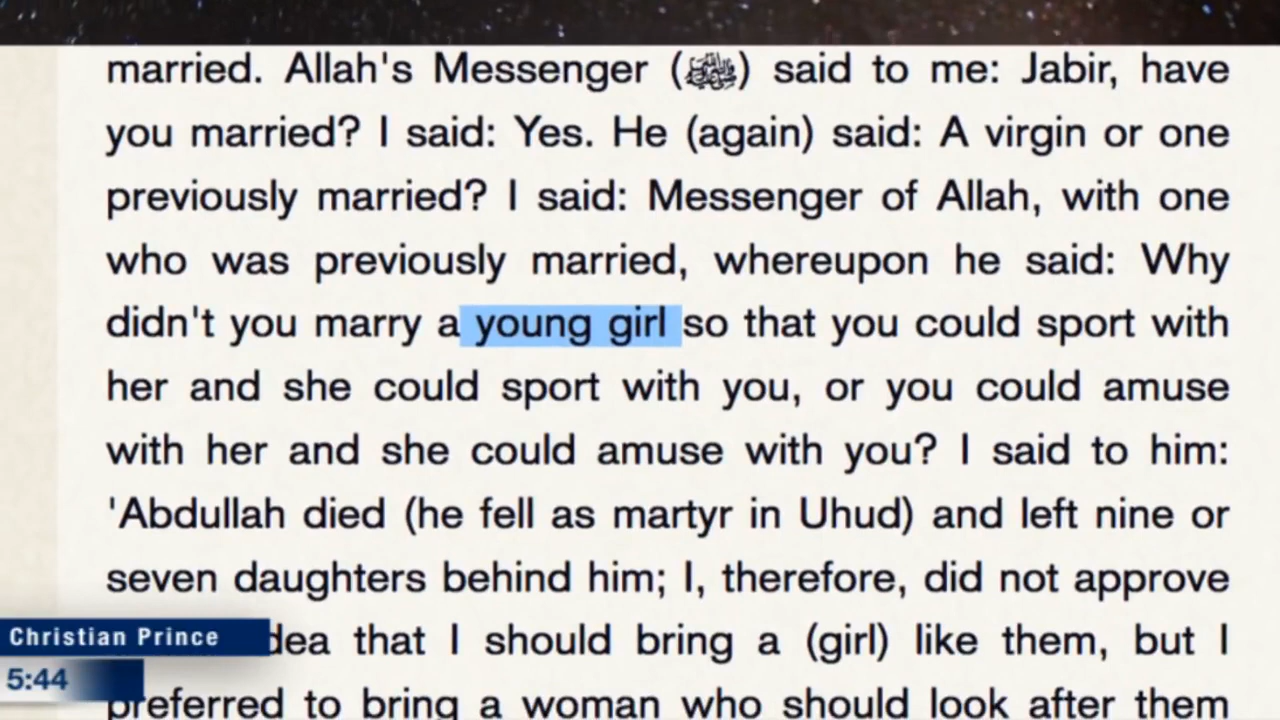 married. Allah's Messenger (ﷺ) said to me: Jabir, have
you married? I said: Yes. He (again) said: A virgin or one
previously married? I said: Messenger of Allah, with one
who was previously married, whereupon he said: Why
didn't you marry a young girl so that you could sport with
her and she could sport with you, or you could amuse
with her and she could amuse with you? I said to him:
'Abdullah died (he fell as martyr in Uhud) and left nine or
seven daughters behind him; I, therefore, did not approve
dea that I should bring a (girl) like them, but I
preferred to bring a woman who should look after them
Christian Prince
5:44